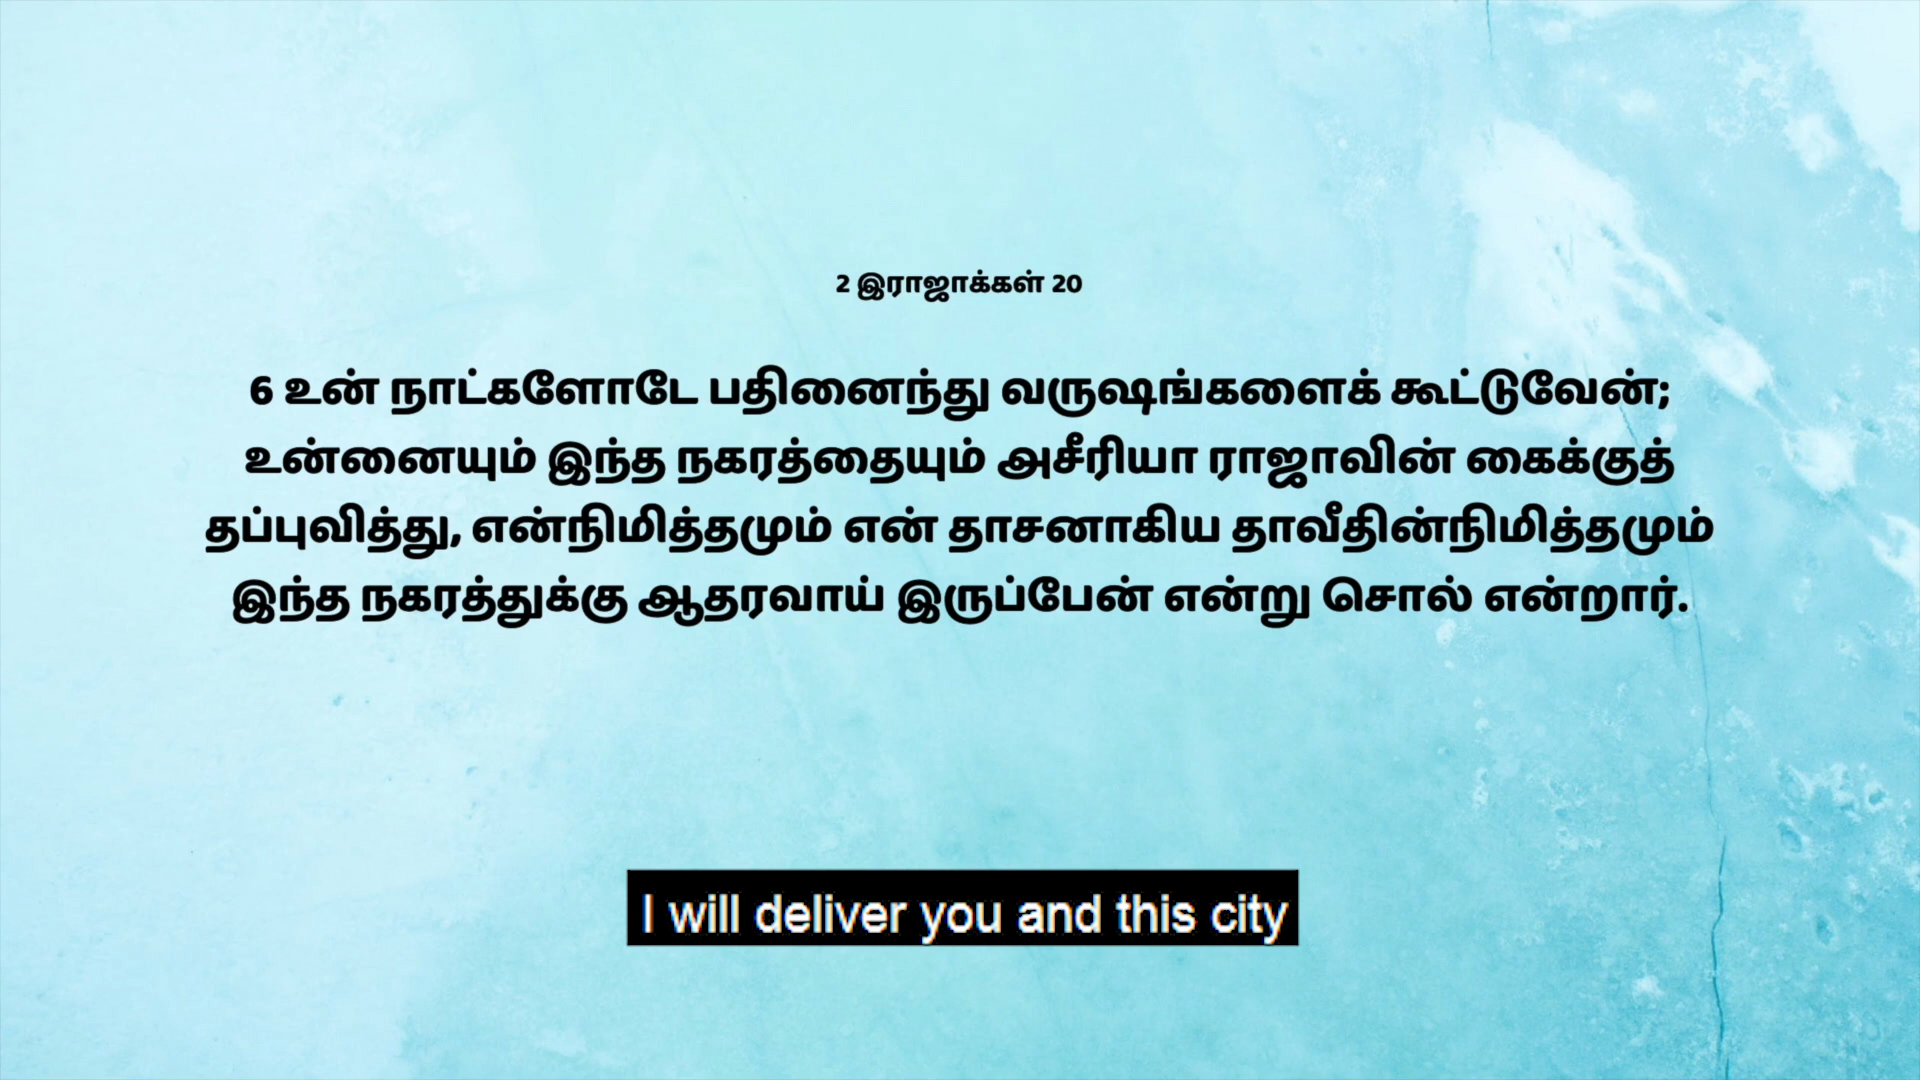 2 இராஜாக்கள் 20
6 உன் நாட்களோடே பதினைந்து வருஷங்களைக் கூட்டுவேன்;
உன்னையும் இந்த நகரத்தையும் அசீரியா ராஜாவின் கைக்குத்
தப்புவித்து, என்நிமித்தமும் என் தாசனாகிய தாவீதின்நிமித்தமும்
இந்த நகரத்துக்கு ஆதரவாய் இருப்பேன் என்று சொல் என்றார்.
I will deliver you and this city